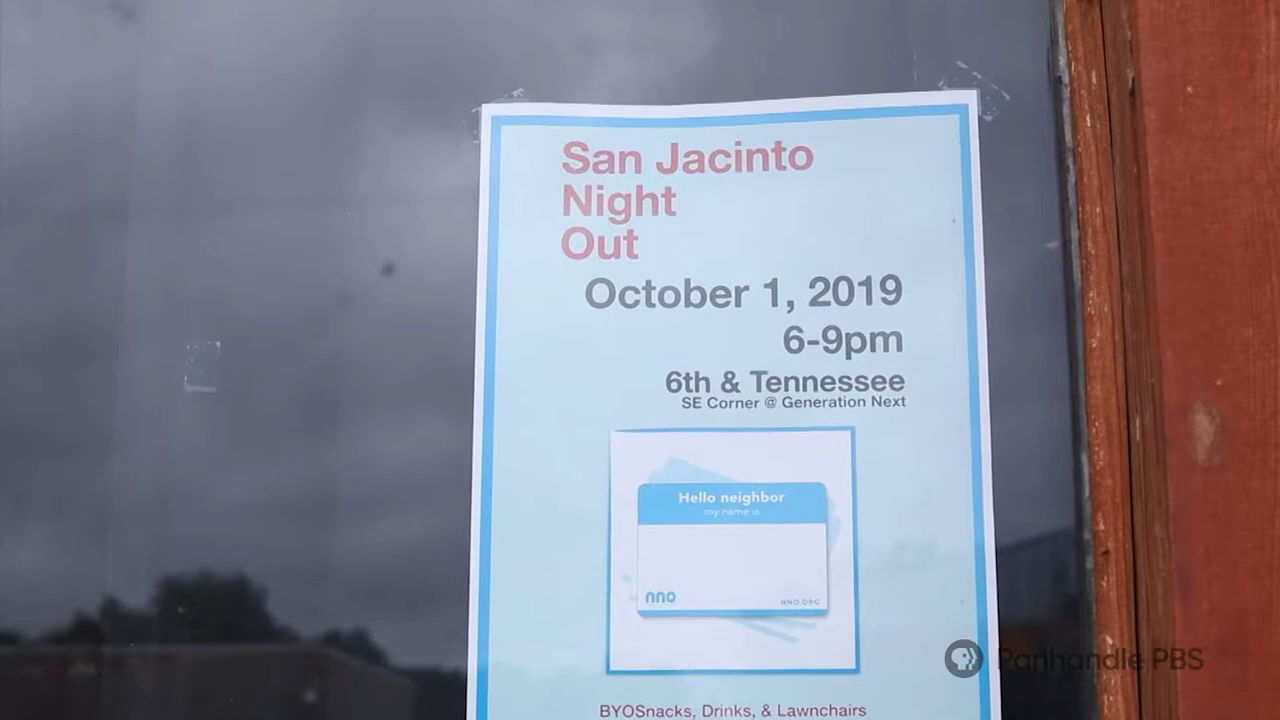 San Jacinto
Night
Out
October 1, 2019
6-9pm
6th & Tennessee
SE Corner @ Generation Next
Hello neighbor
my name is
nno
NNO.ORG
Panhandle PBS
BYOSnacks, Drinks, & Lawnchairs